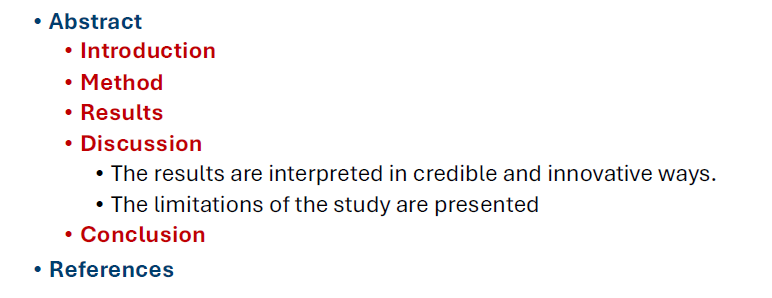 • Abstract
• Introduction
• Method
• Results
• Discussion
• The results are interpreted in credible and innovative ways.
• The limitations of the study are presented
• Conclusion
• References